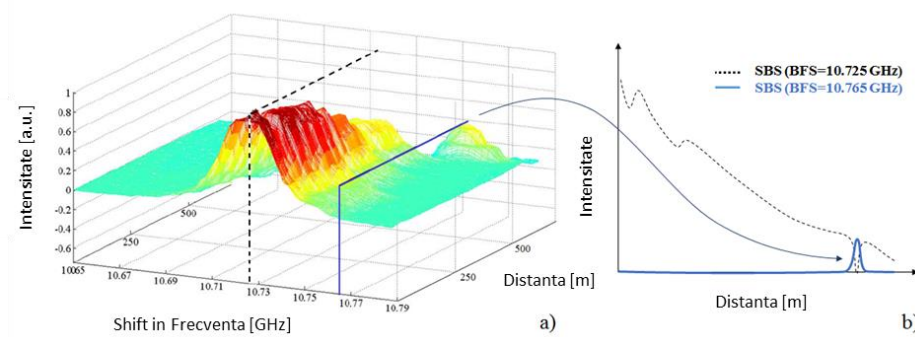 Intensitate [a.u.]
1
0.8
0.6
0.4
0.2
0
-0.2
-0.4
-0.6
250
500
10.65
10.67
10.69
10.71
10.73
10.75
10.77
10.79
250
500
Shift in Frecventa [GHz]
Distanta [m]
a)
SBS (BFS=10.725 GHz)
SBS (BFS=10.765 GHz)
Intensitate
Distanta [m]
b)